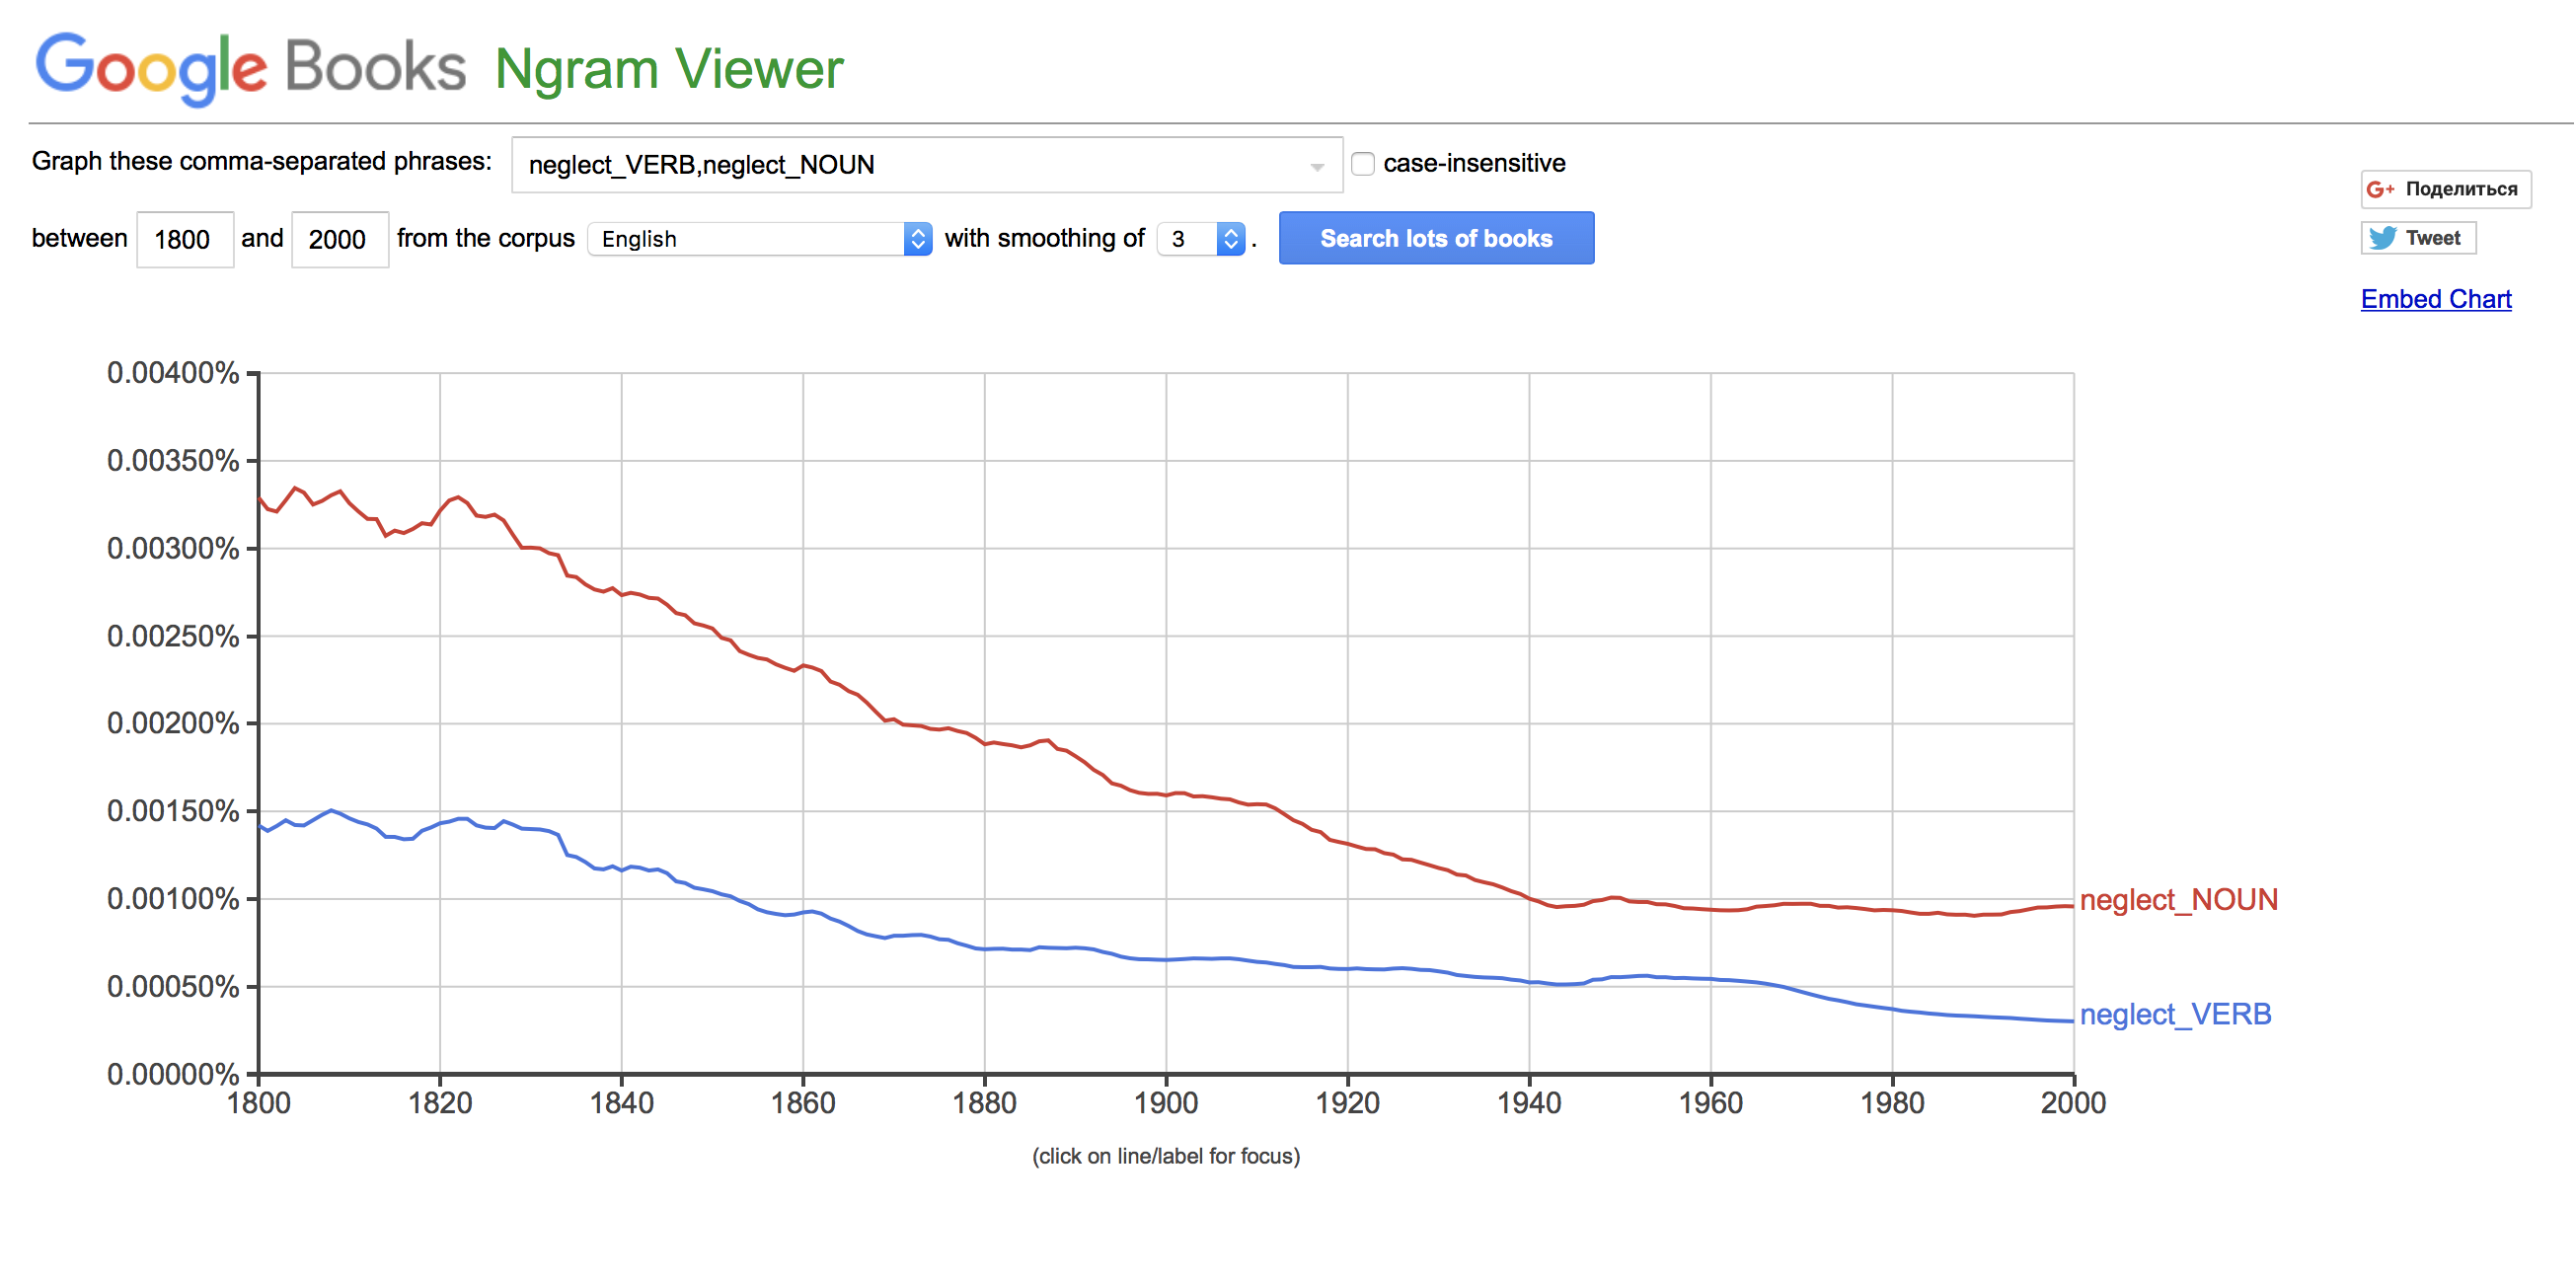 Google Books Ngram Viewer
Graph these comma-separated phrases: neglect_VERB,neglect_NOUN case-insensitive
between 1800 and 2000 from the corpus English with smoothing of 3 . Search lots of books
G+ Поделиться
Tweet
Embed Chart
0.00400%
0.00350%
0.00300%
0.00250%
0.00200%
0.00150%
0.00100%
0.00050%
0.00000%
neglect_NOUN
neglect_VERB
1800 1820 1840 1860 1880 1900 1920 1940 1960 1980 2000
(click on line/label for focus)